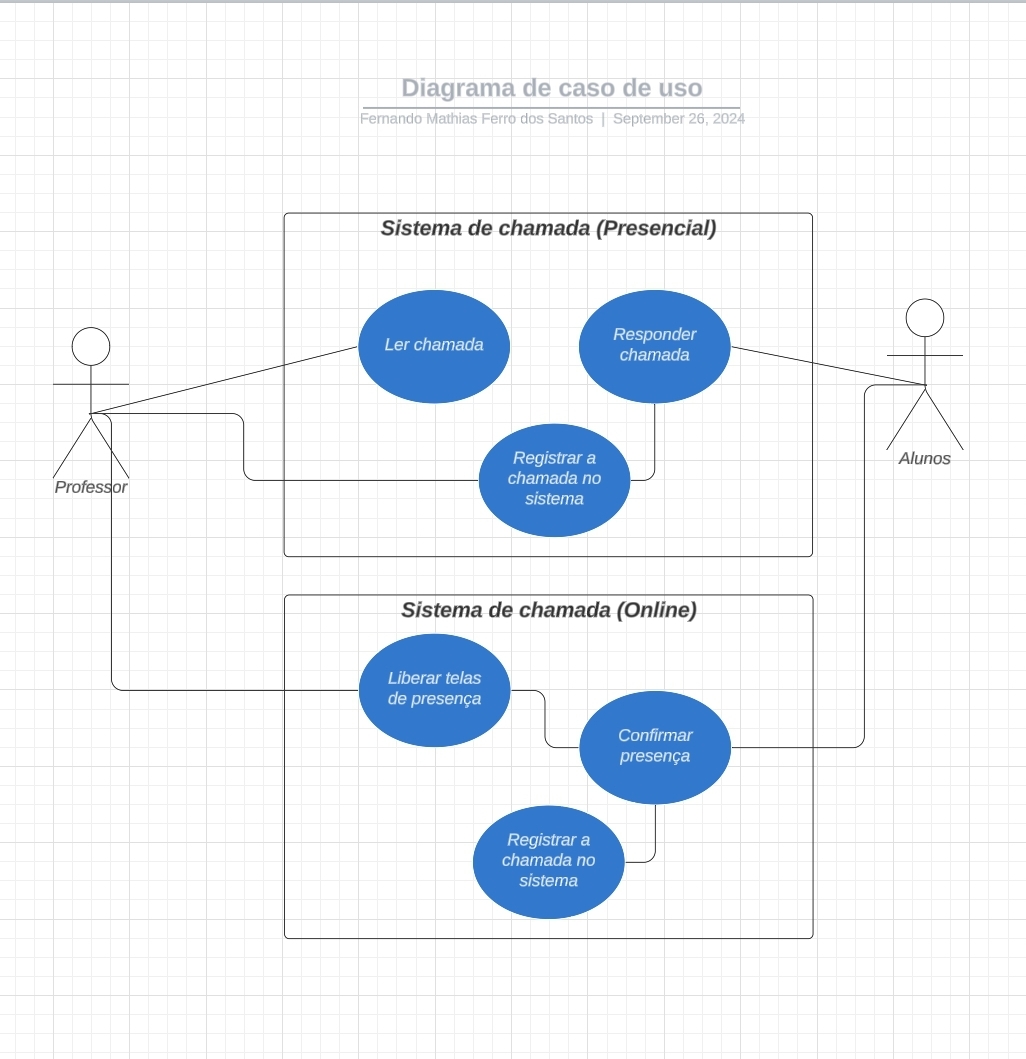 Diagrama de caso de uso
Fernando Mathias Ferro dos Santos | September 26, 2024
Sistema de chamada (Presencial)
Ler chamada
Responder
chamada
Registrar a
chamada no
sistema
Professor
Alunos
Sistema de chamada (Online)
Liberar telas
de presença
Confirmar
presença
Registrar a
chamada no
sistema